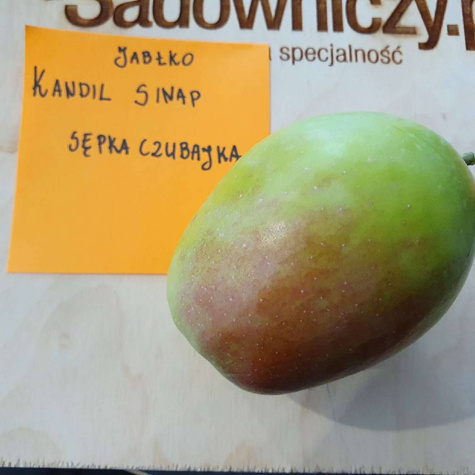 Sadowniczy.p
specjalność
JABŁKO
KANDIL SINAP
SĘPKA CZUBAJKA